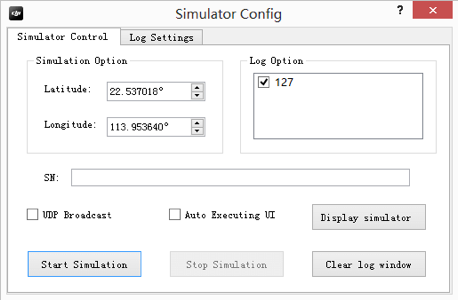 dji
Simulator Config
?
Simulator Control
Log Settings
Simulation Option
Log Option
Latitude:
22.537018°
127
Longitude:
113.953640°
SN:
UDP Broadcast
Auto Executing UI
Display simulator
Start Simulation
Stop Simulation
Clear log window